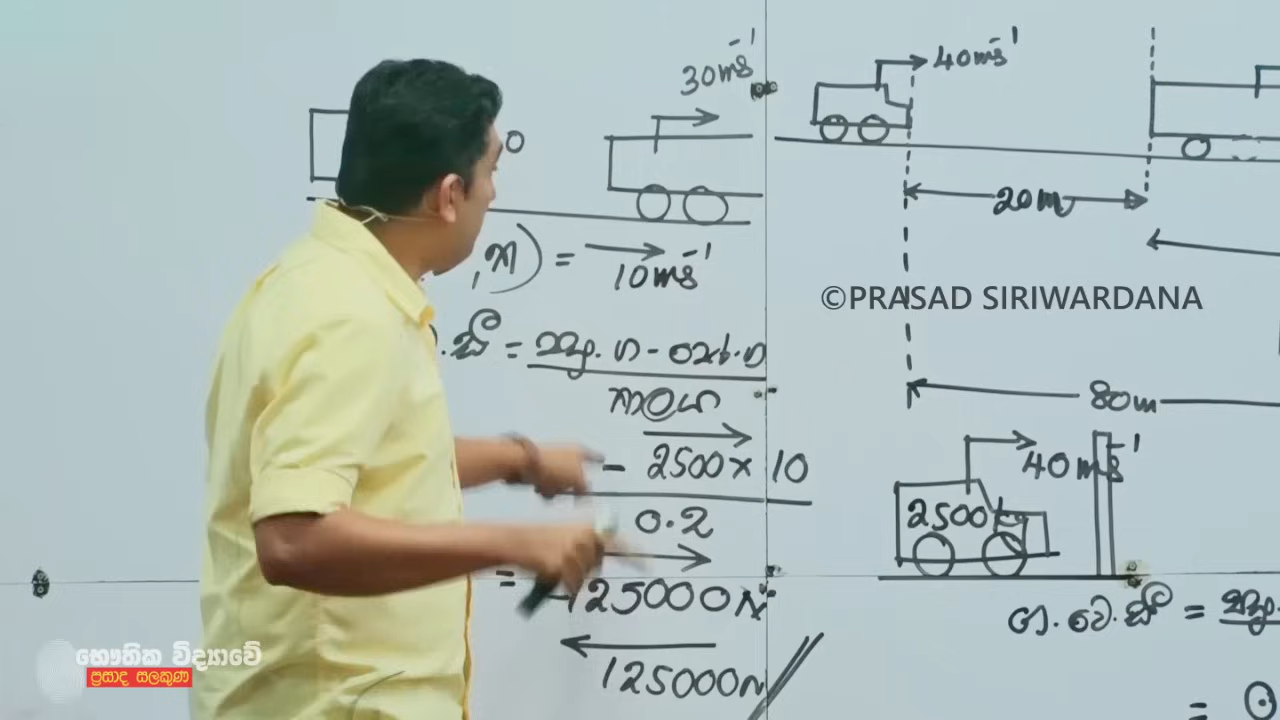 30ms⁻¹
40ms⁻¹
20m
, න) = 10ms⁻¹
©PRASAD SIRIWARDANA
කාලය
80m
- 2500 × 10
0.2
40ms⁻¹
2500
= -125000N
125000N
ගෞ.වෙ.සී =
=
භෞතික විද්‍යාවේ
ප්‍රසාද සලකුණ